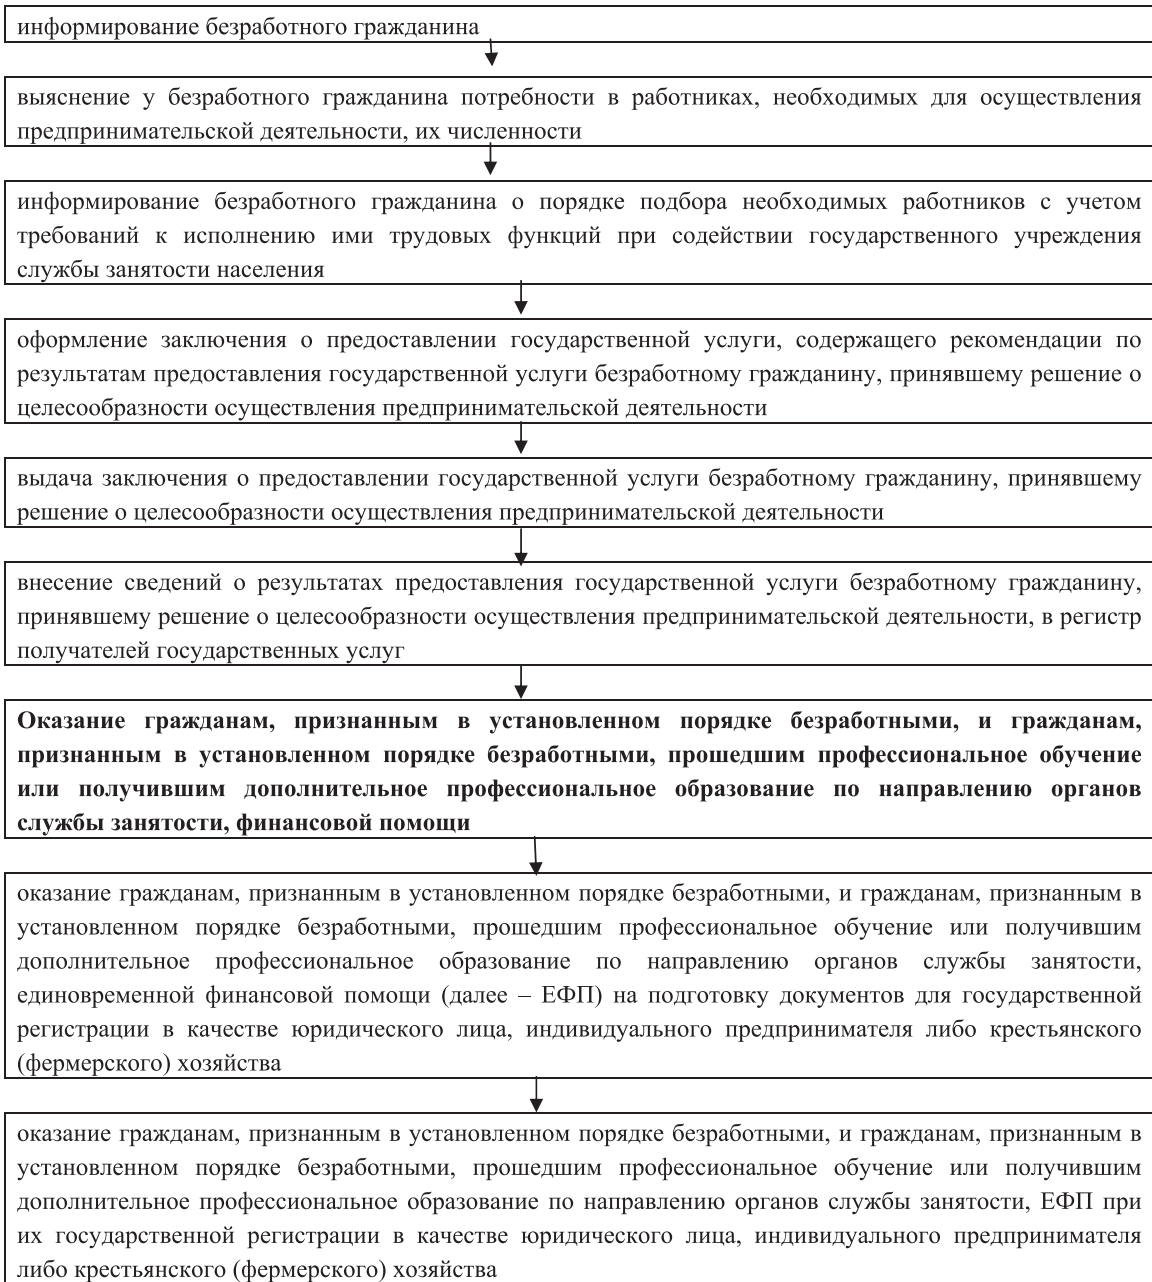 информирование безработного гражданина
выяснение у безработного гражданина потребности в работниках, необходимых для осуществления
предпринимательской деятельности, их численности
информирование безработного гражданина о порядке подбора необходимых работников с учетом
требований к исполнению ими трудовых функций при содействии государственного учреждения
службы занятости населения
оформление заключения о предоставлении государственной услуги, содержащего рекомендации по
результатам предоставления государственной услуги безработному гражданину, принявшему решение о
целесообразности осуществления предпринимательской деятельности
выдача заключения о предоставлении государственной услуги безработному гражданину, принявшему
решение о целесообразности осуществления предпринимательской деятельности
внесение сведений о результатах предоставления государственной услуги безработному гражданину,
принявшему решение о целесообразности осуществления предпринимательской деятельности, в регистр
получателей государственных услуг
Оказание гражданам, признанным в установленном порядке безработными, и гражданам,
признанным в установленном порядке безработными, прошедшим профессиональное обучение
или получившим дополнительное профессиональное образование по направлению органов
службы занятости, финансовой помощи
оказание гражданам, признанным в установленном порядке безработными, и гражданам, признанным в
установленном порядке безработными, прошедшим профессиональное обучение или получившим
дополнительное профессиональное образование по направлению органов службы занятости,
единовременной финансовой помощи (далее – ЕФП) на подготовку документов для государственной
регистрации в качестве юридического лица, индивидуального предпринимателя либо крестьянского
(фермерского) хозяйства
оказание гражданам, признанным в установленном порядке безработными, и гражданам, признанным в
установленном порядке безработными, прошедшим профессиональное обучение или получившим
дополнительное профессиональное образование по направлению органов службы занятости, ЕФП при
их государственной регистрации в качестве юридического лица, индивидуального предпринимателя
либо крестьянского (фермерского) хозяйства